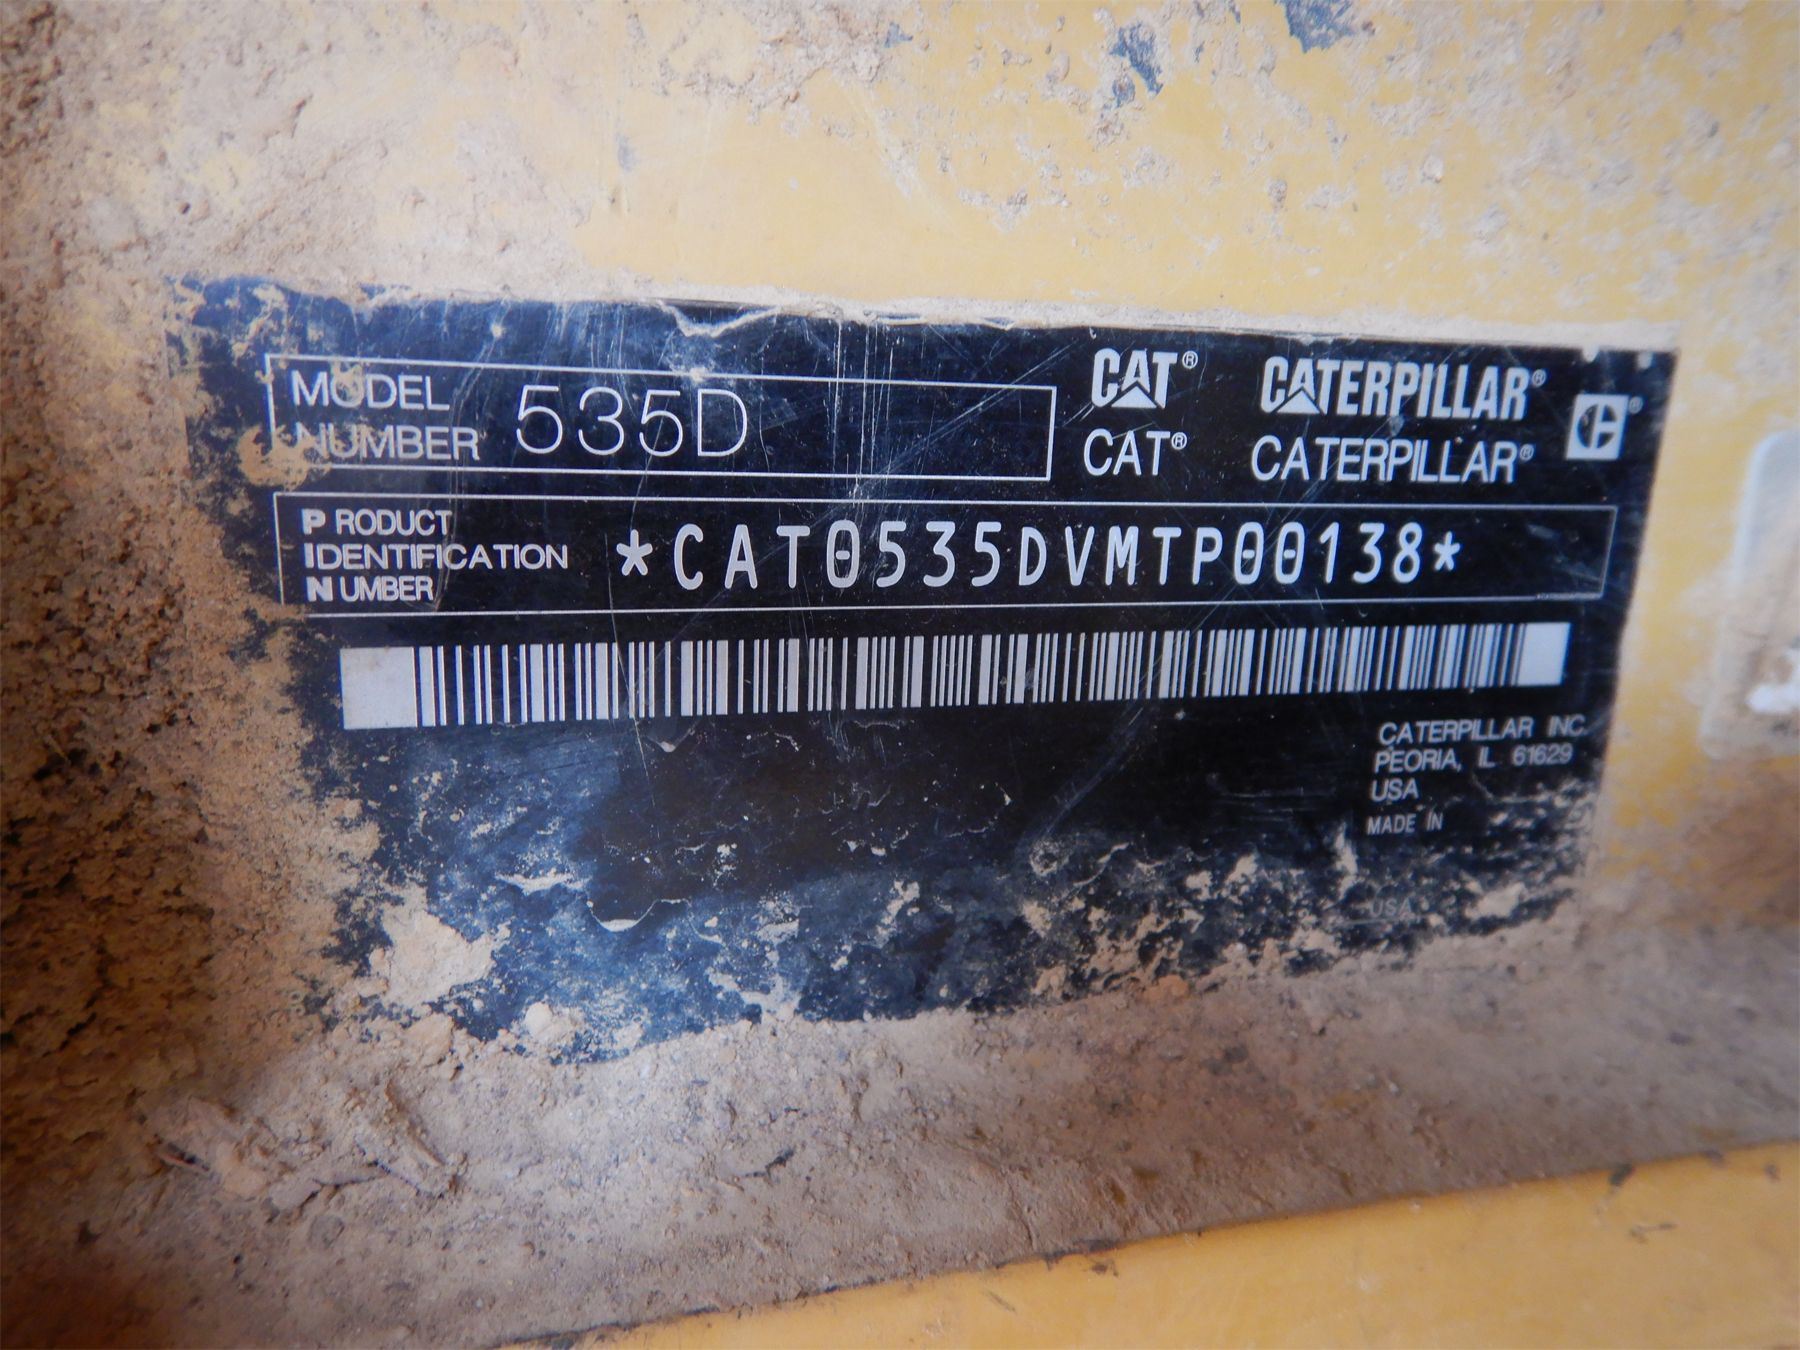 MODEL
NUMBER 535D
CAT® CATERPILLAR®
CAT® CATERPILLAR®
PRODUCT
IDENTIFICATION
NUMBER
*CAT0535DVMTP00138*
CATERPILLAR INC.
PEORIA, IL 61629
USA
MADE IN
USA